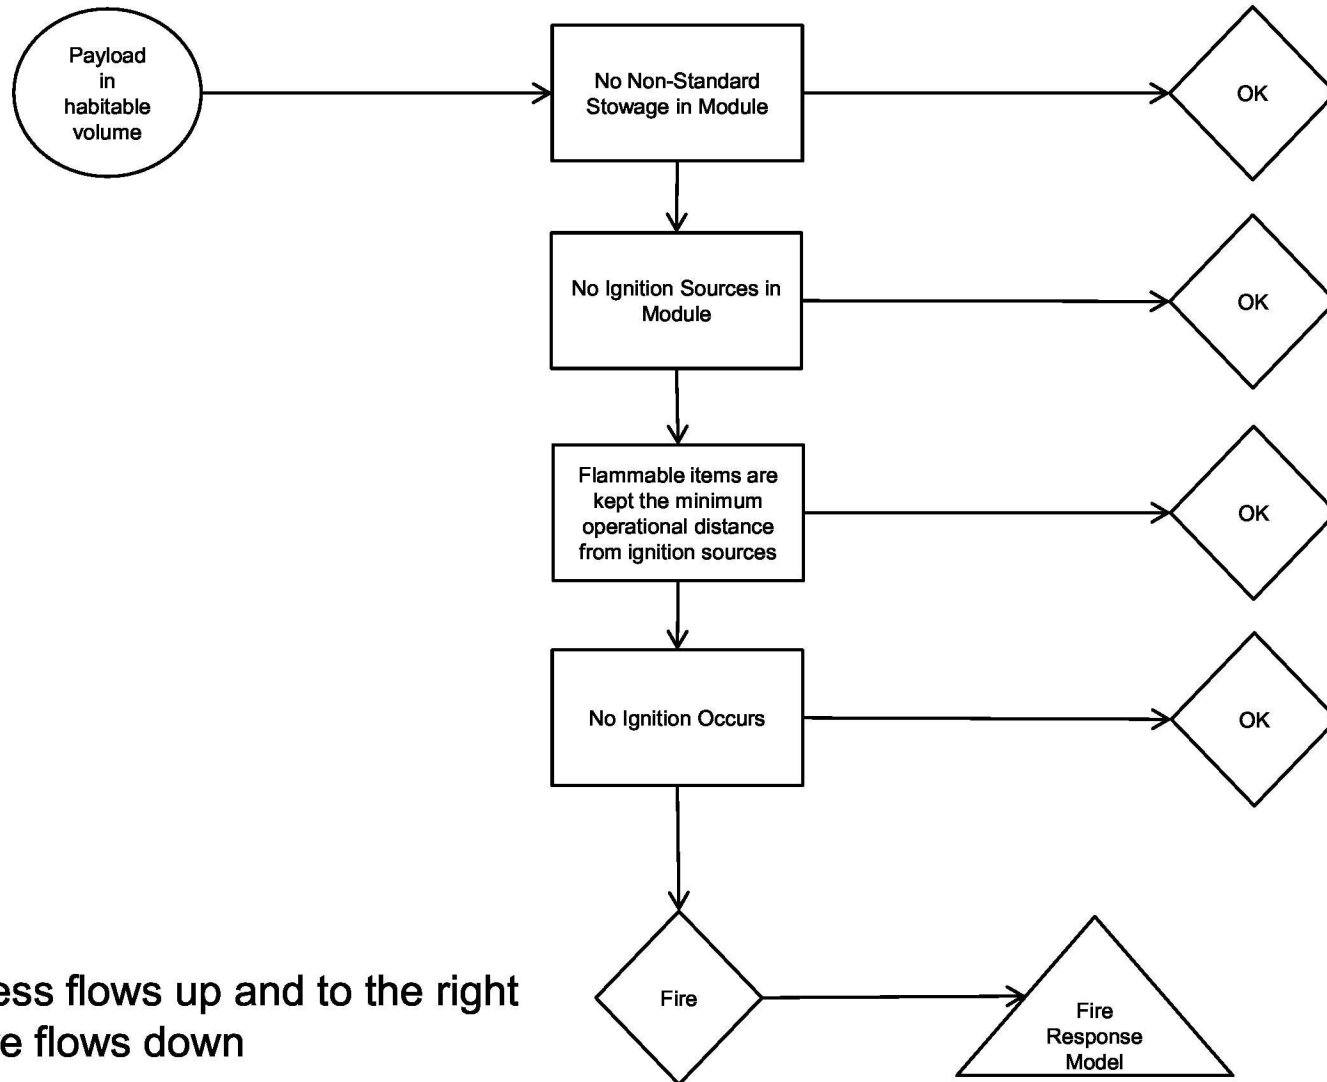 Payload
in
habitable
volume
No Non-Standard
Stowage in Module
OK
No Ignition Sources in
Module
OK
Flammable items are
kept the minimum
operational distance
from ignition sources
OK
No Ignition Occurs
OK
Fire
Fire
Response
Model
ess flows up and to the right
e flows down